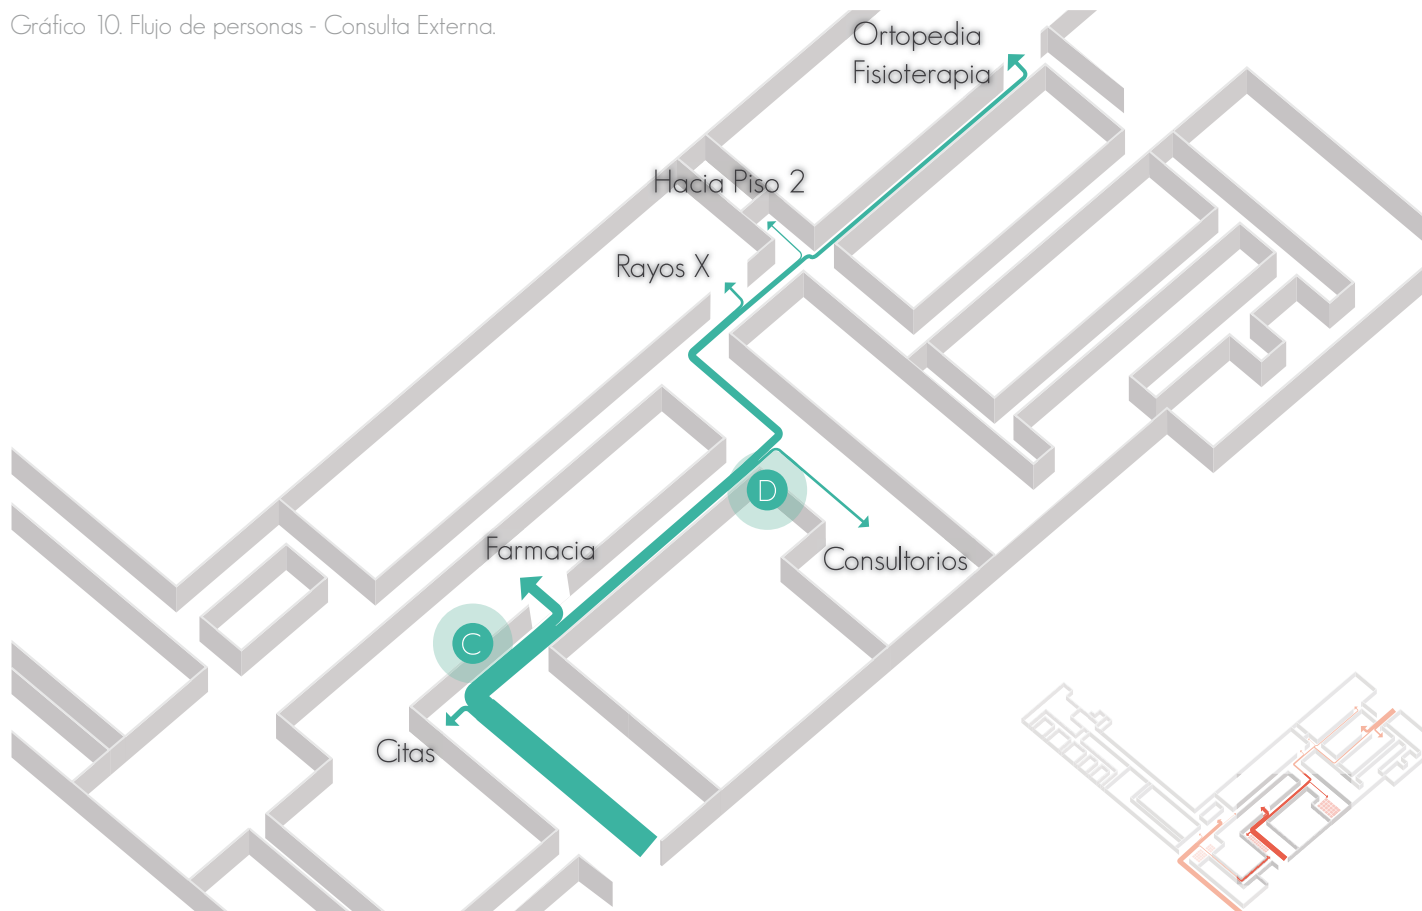 Gráfico 10. Flujo de personas - Consulta Externa.
Ortopedia
Fisioterapia
Hacia Piso 2
Rayos X
D
Farmacia
Consultorios
C
Citas